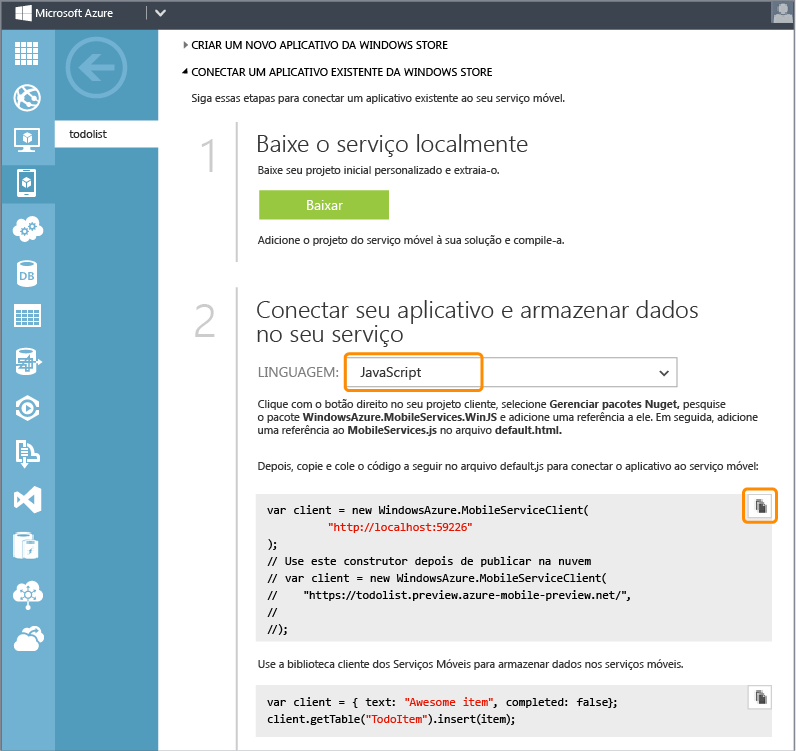 Microsoft Azure
todolist
CRIAR UM NOVO APLICATIVO DA WINDOWS STORE
CONECTAR UM APLICATIVO EXISTENTE DA WINDOWS STORE
Siga essas etapas para conectar um aplicativo existente ao seu serviço móvel.
1
Baixe o serviço localmente
Baixe seu projeto inicial personalizado e extraia-o.
Baixar
Adicione o projeto do serviço móvel à sua solução e compile-a.
2
Conectar seu aplicativo e armazenar dados
no seu serviço
LINGUAGEM: JavaScript
Clique com o botão direito no seu projeto cliente, selecione Gerenciar pacotes Nuget, pesquise
o pacote WindowsAzure.MobileServices.WinJS e adicione uma referência a ele. Em seguida, adicione
uma referência ao MobileServices.js no arquivo default.html.
Depois, copie e cole o código a seguir no arquivo default.js para conectar o aplicativo ao serviço móvel:
var client = new WindowsAzure.MobileServiceClient(
"http://localhost:59226"
);
// Use este construtor depois de publicar na nuvem
// var client = new WindowsAzure.MobileServiceClient(
// "https://todolist.preview.azure-mobile-preview.net/",
//
//);
Use a biblioteca cliente dos Serviços Móveis para armazenar dados nos serviços móveis.
var client = { text: "Awesome item", completed: false};
client.getTable("TodoItem").insert(item);
DB